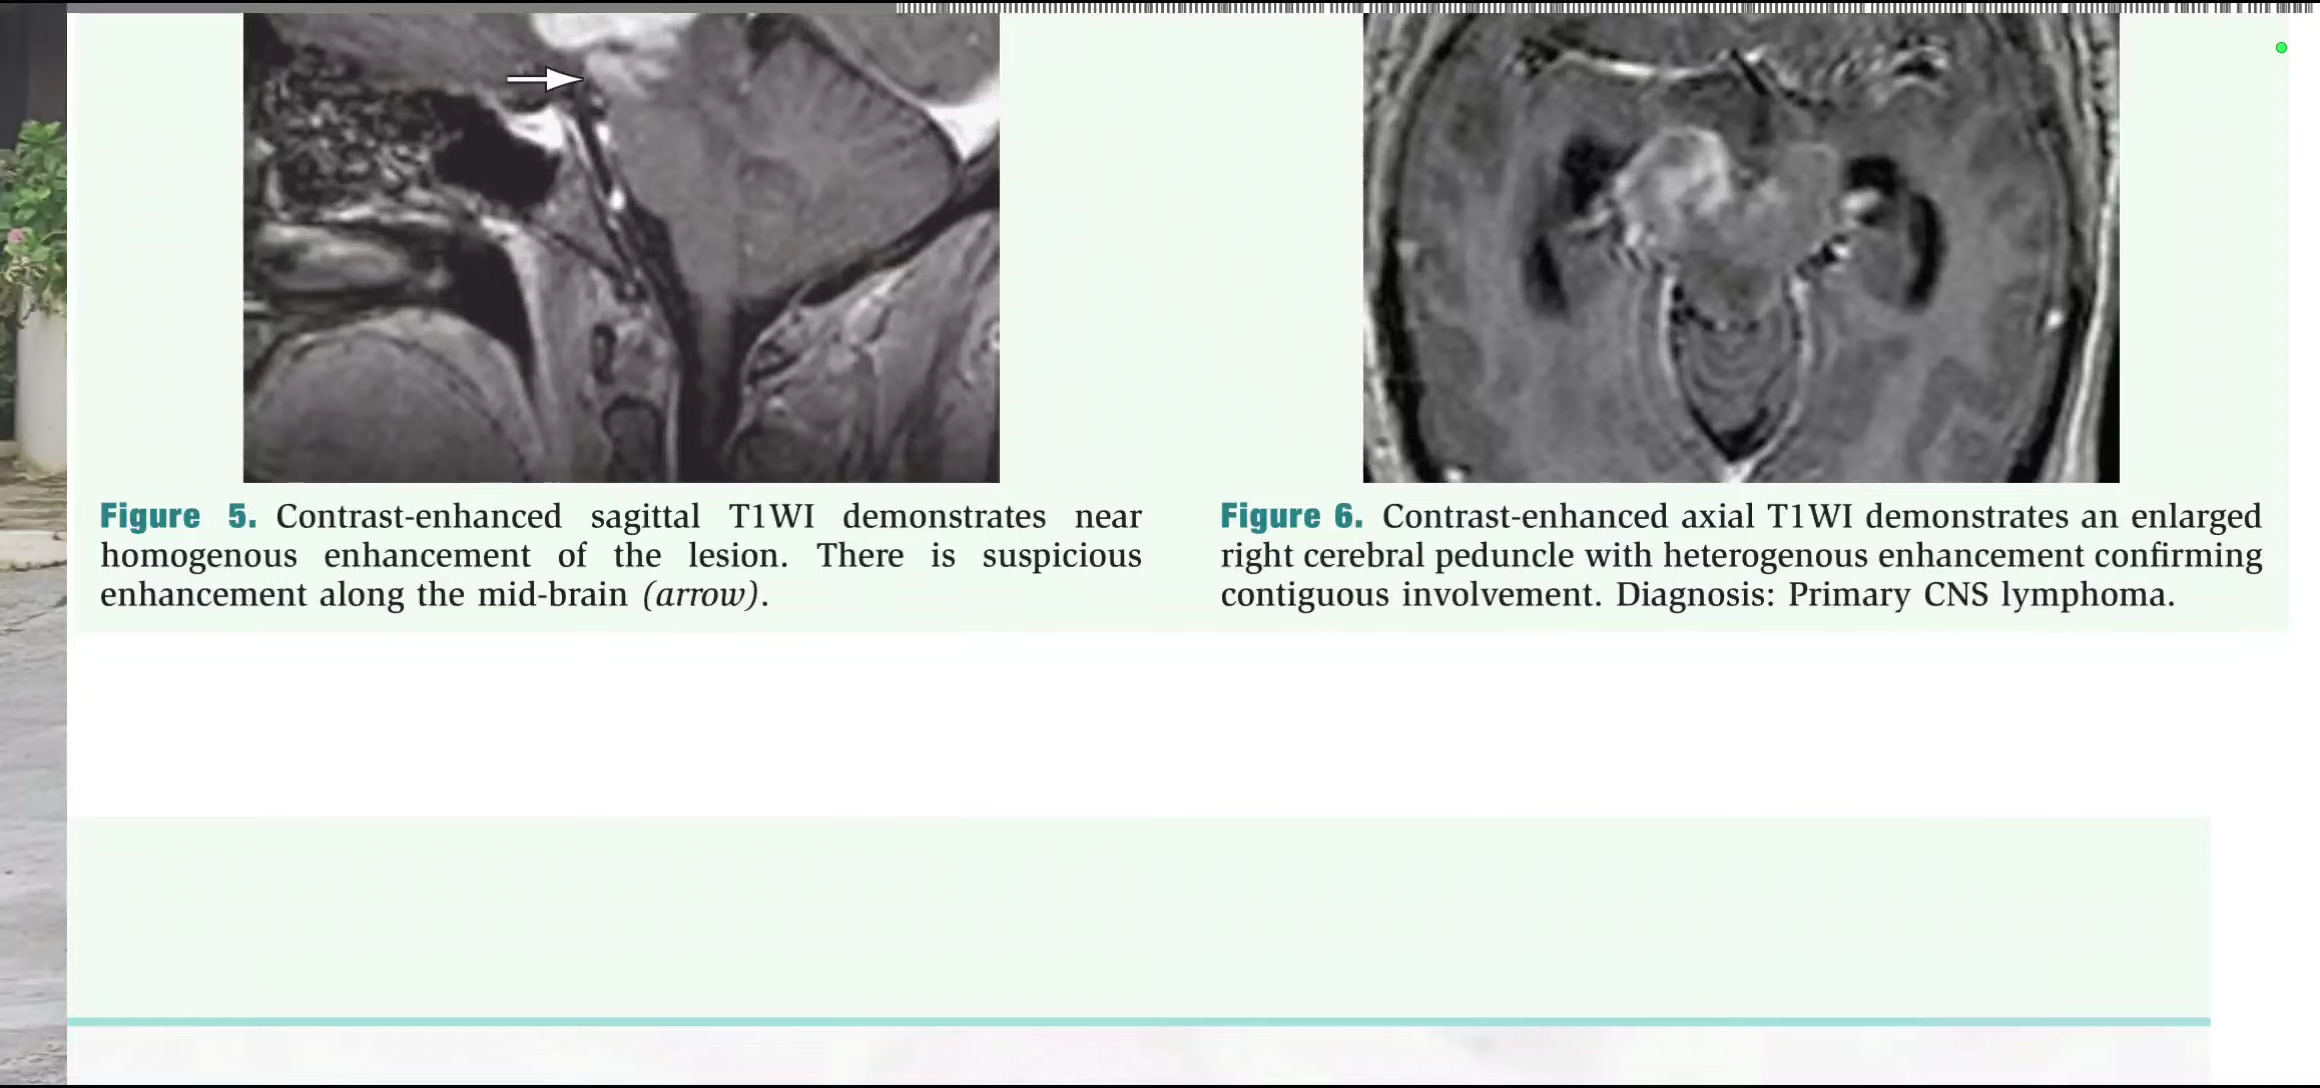 Figure 5. Contrast-enhanced sagittal T1WI demonstrates near
homogenous enhancement of the lesion. There is suspicious
enhancement along the mid-brain (arrow).
Figure 6. Contrast-enhanced axial T1WI demonstrates an enlarged
right cerebral peduncle with heterogenous enhancement confirming
contiguous involvement. Diagnosis: Primary CNS lymphoma.